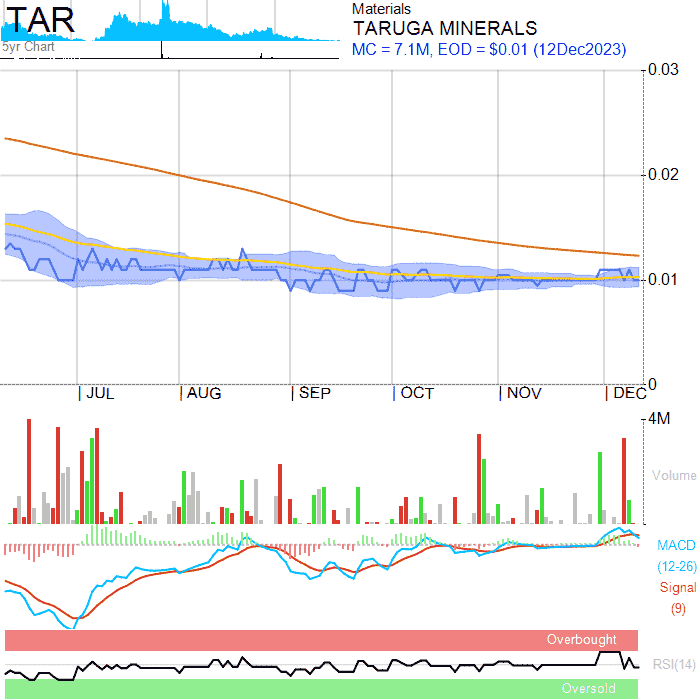 TAR
5yr Chart
Materials
TARUGA MINERALS
MC = 7.1M, EOD = $0.01 (12Dec2023)
0.03
0.02
0.01
0
JUL AUG SEP OCT NOV DEC
4M
Volume
MACD
(12-26)
Signal
(9)
Overbought
RSI(14)
Oversold